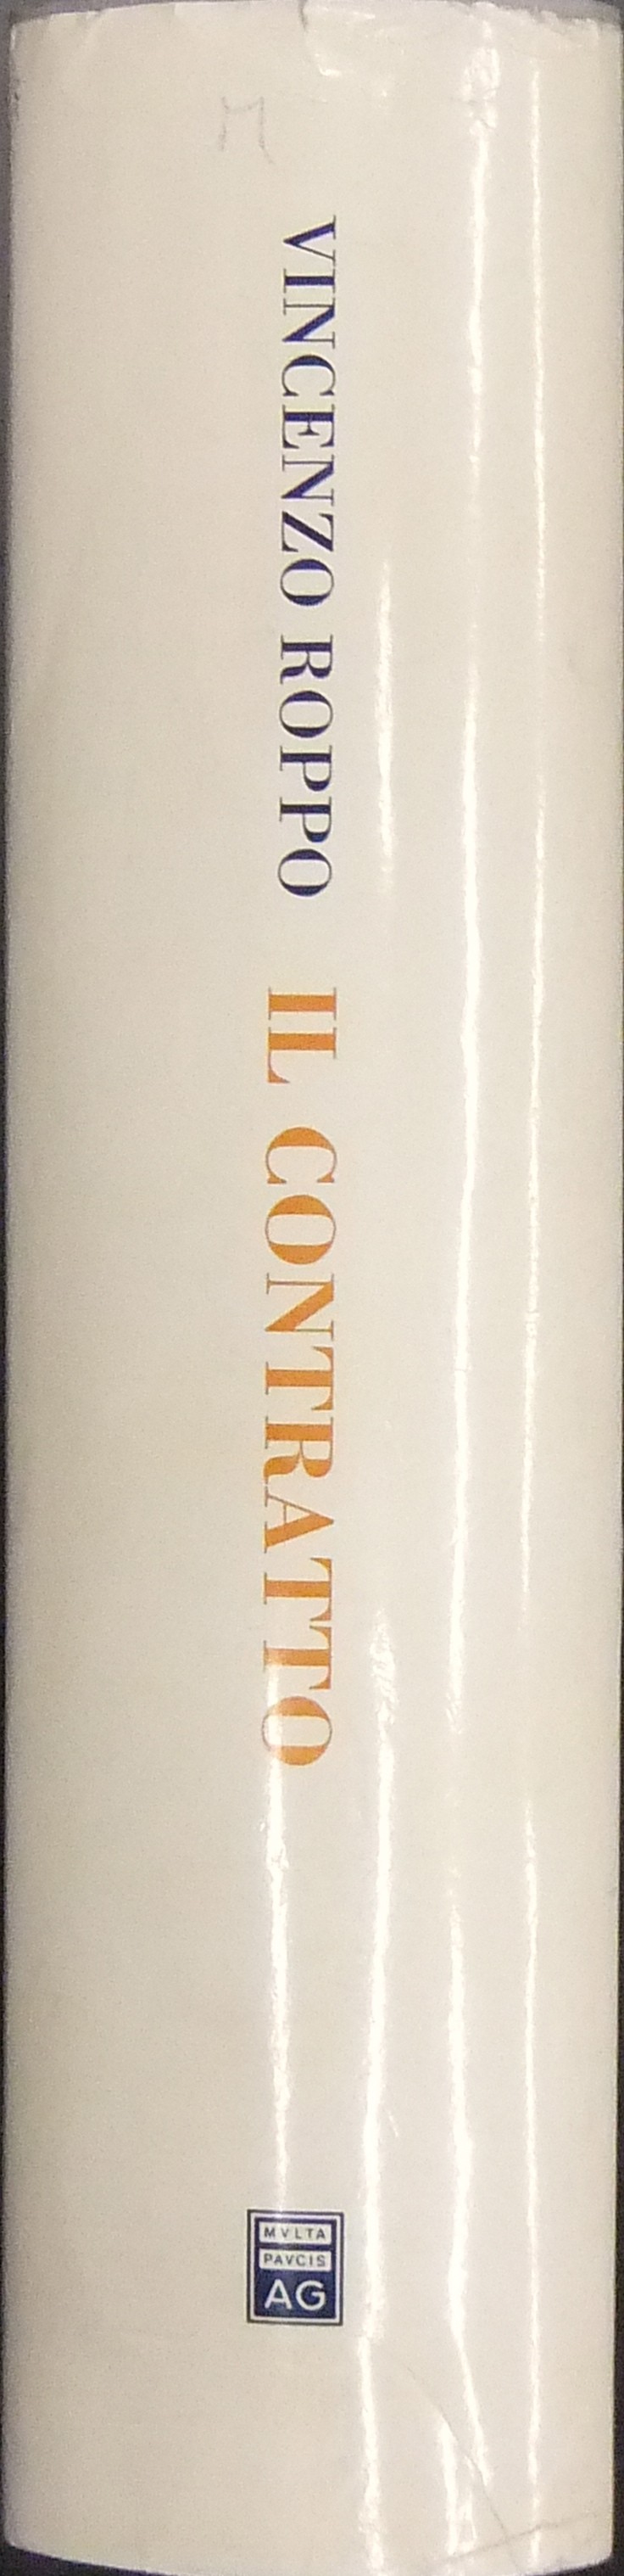 M
VINCENZO ROPPO IL CONTRATTO
MVLTA
PAVCIS
AG